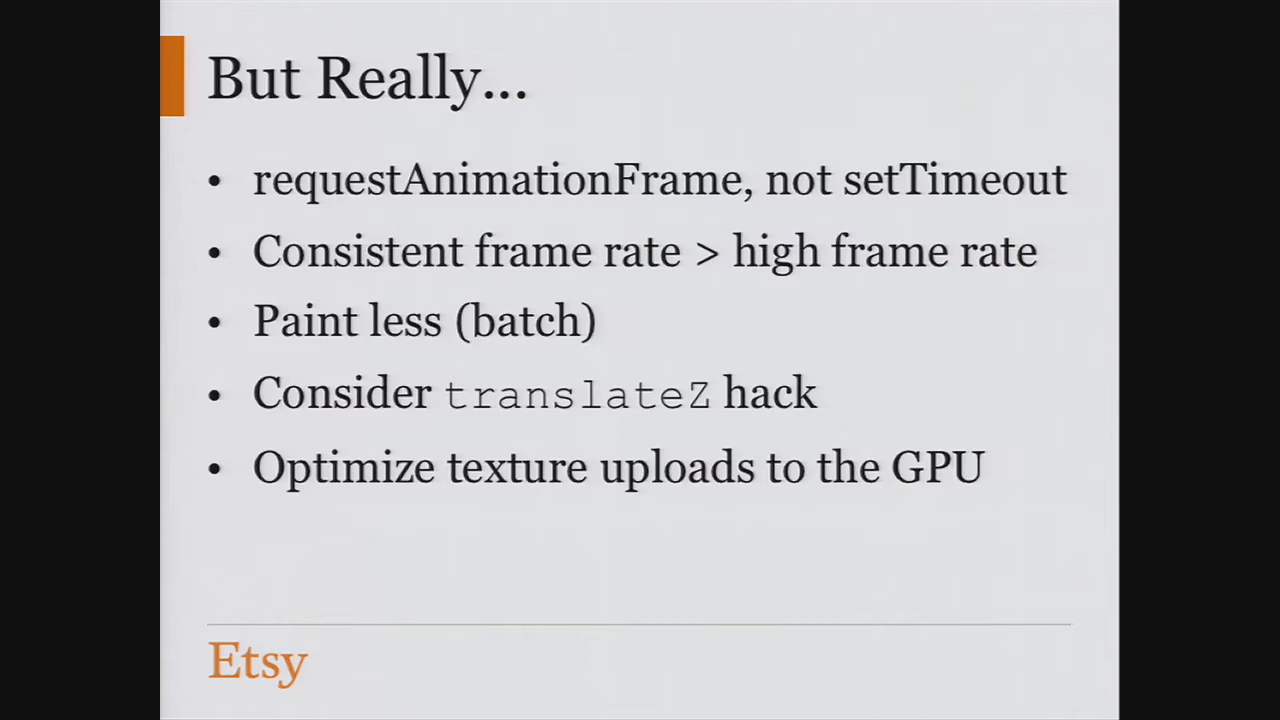 But Really...
• requestAnimationFrame, not setTimeout
• Consistent frame rate > high frame rate
• Paint less (batch)
• Consider translateZ hack
• Optimize texture uploads to the GPU
Etsy